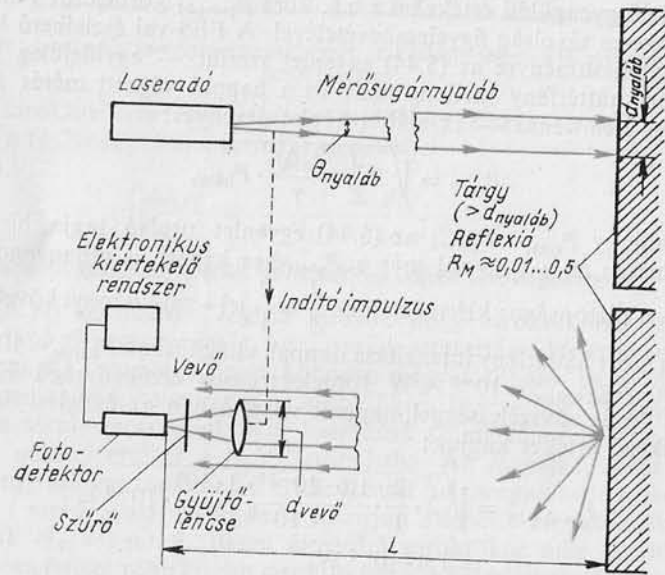 Laseradó
Mérősugárnyaláb
dnyaláb
Θnyaláb
Tárgy
(> dnyaláb)
Reflexió
RM ≈ 0,01...0,5
Elektronikus
kiértékelő
rendszer
Indító impulzus
Vevő
Foto-
detektor
Szűrő
Gyűjtő-
lencse
dvevő
L